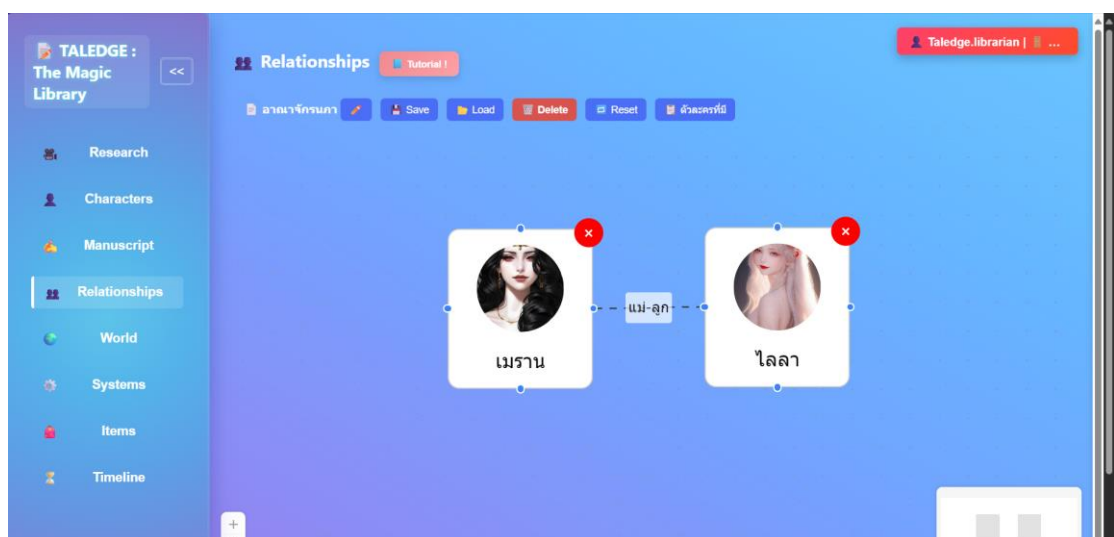 TALEDGE :
The Magic
Library
<<
Research
Characters
Manuscript
Relationships
World
Systems
Items
Timeline
Relationships
Tutorial !
Taledge.librarian | ...
อาณาจักรนภา
Save
Load
Delete
Reset
ตัวละครที่มี
×
×
เมราน
แม่-ลูก
ไลลา
+